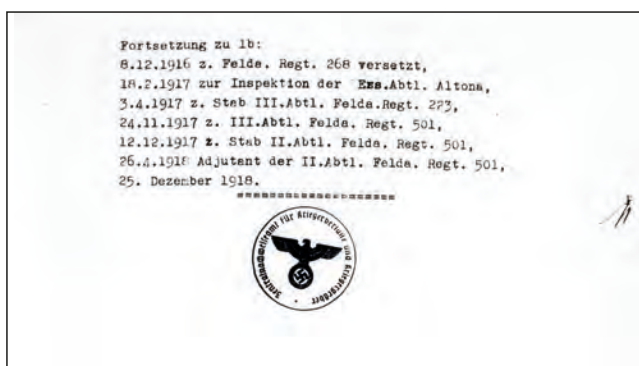 Fortsetzung zu 1b:
8.12.1916 z. Felda. Regt. 268 versetzt,
18.2.1917 zur Inspektion der Ers.Abtl. Altona,
3.4.1917 z. Stab III.Abtl. Felda.Regt. 223,
24.11.1917 z. III.Abtl. Felda. Regt. 501,
12.12.1917 z. Stab II.Abtl. Felda. Regt. 501,
26.4.1918 Adjutant der II.Abtl. Felda. Regt. 501,
25. Dezember 1918.
====================
Zentralnachweiseamt für Kriegerverluste und Kriegergräber